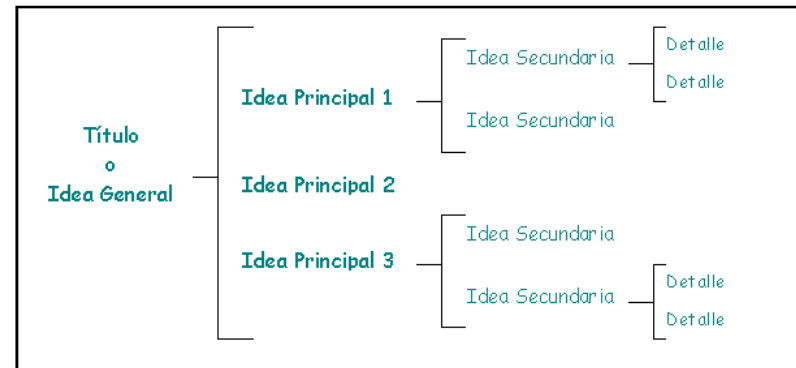 Título
o
Idea General
Idea Principal 1
Idea Secundaria
Detalle
Detalle
Idea Secundaria
Idea Principal 2
Idea Principal 3
Idea Secundaria
Idea Secundaria
Detalle
Detalle